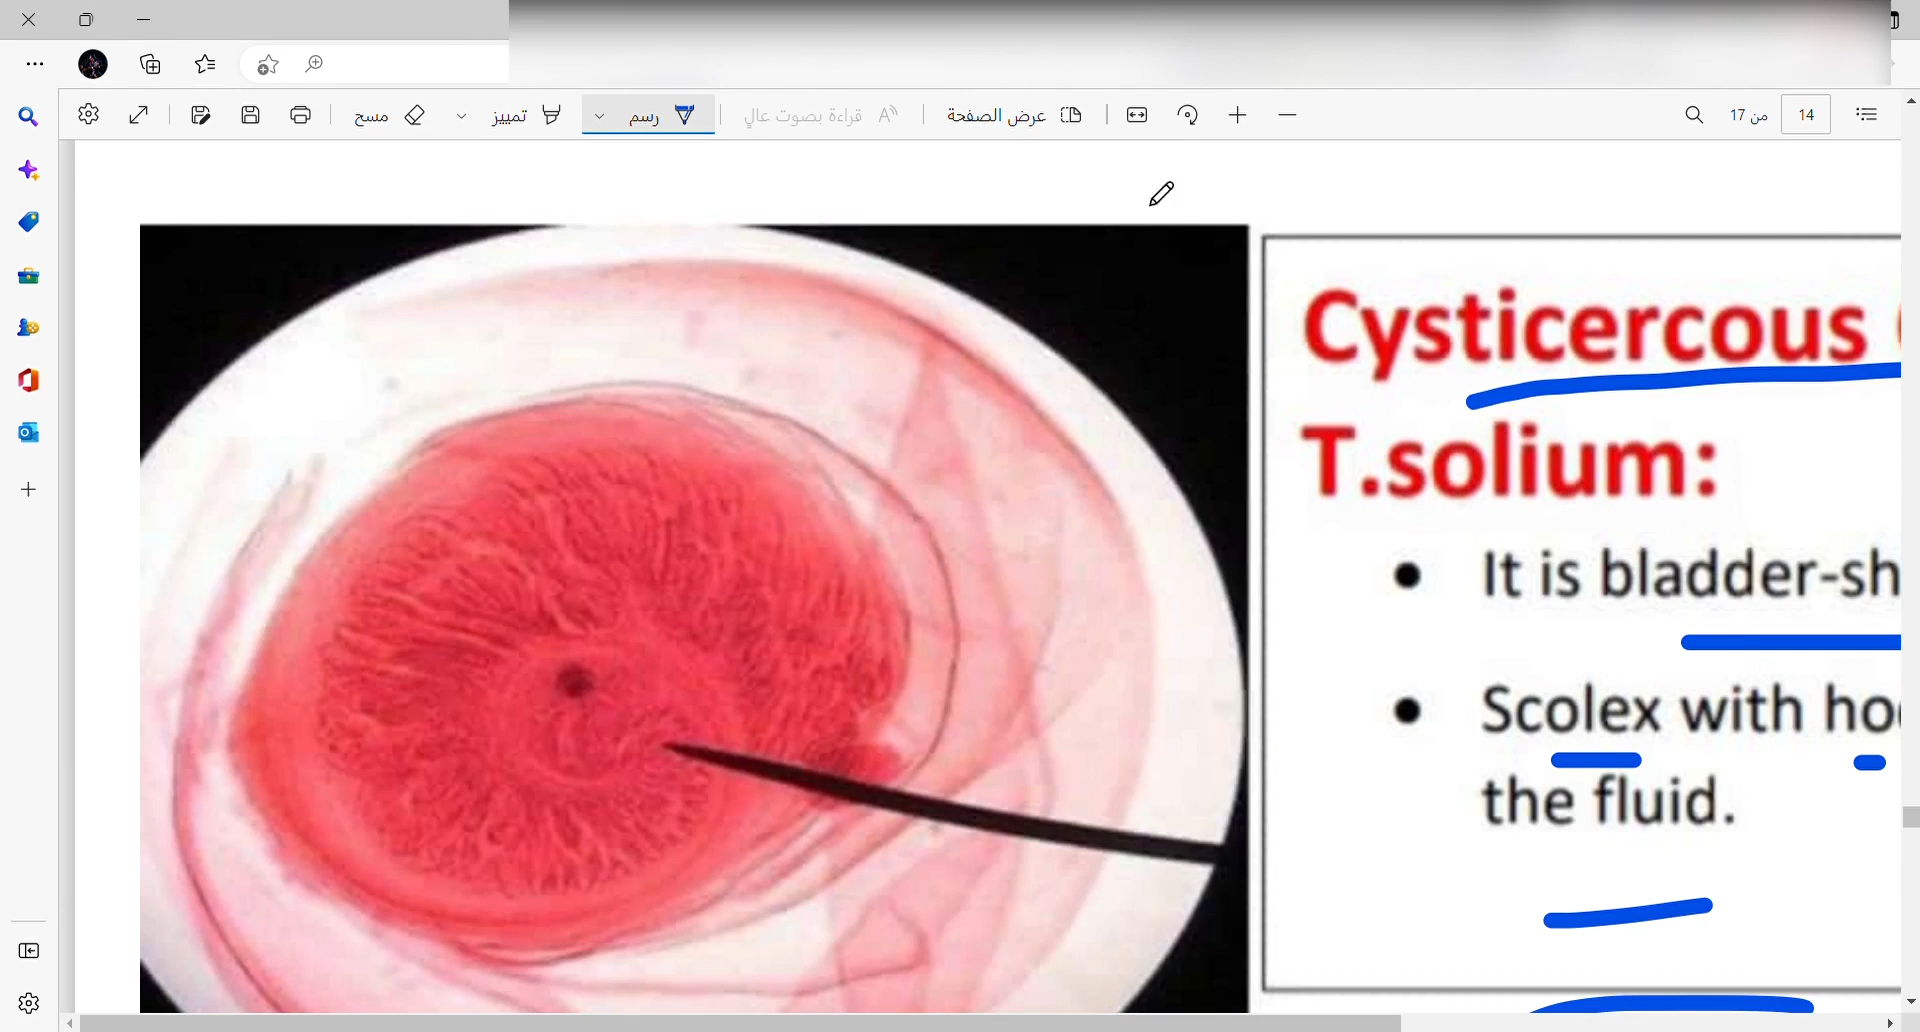 مسح
تمييز
رسم
قراءة بصوت عالٍ
عرض الصفحة
14
من 17
Cysticercous
T.solium:
• It is bladder-sh
• Scolex with ho
the fluid.